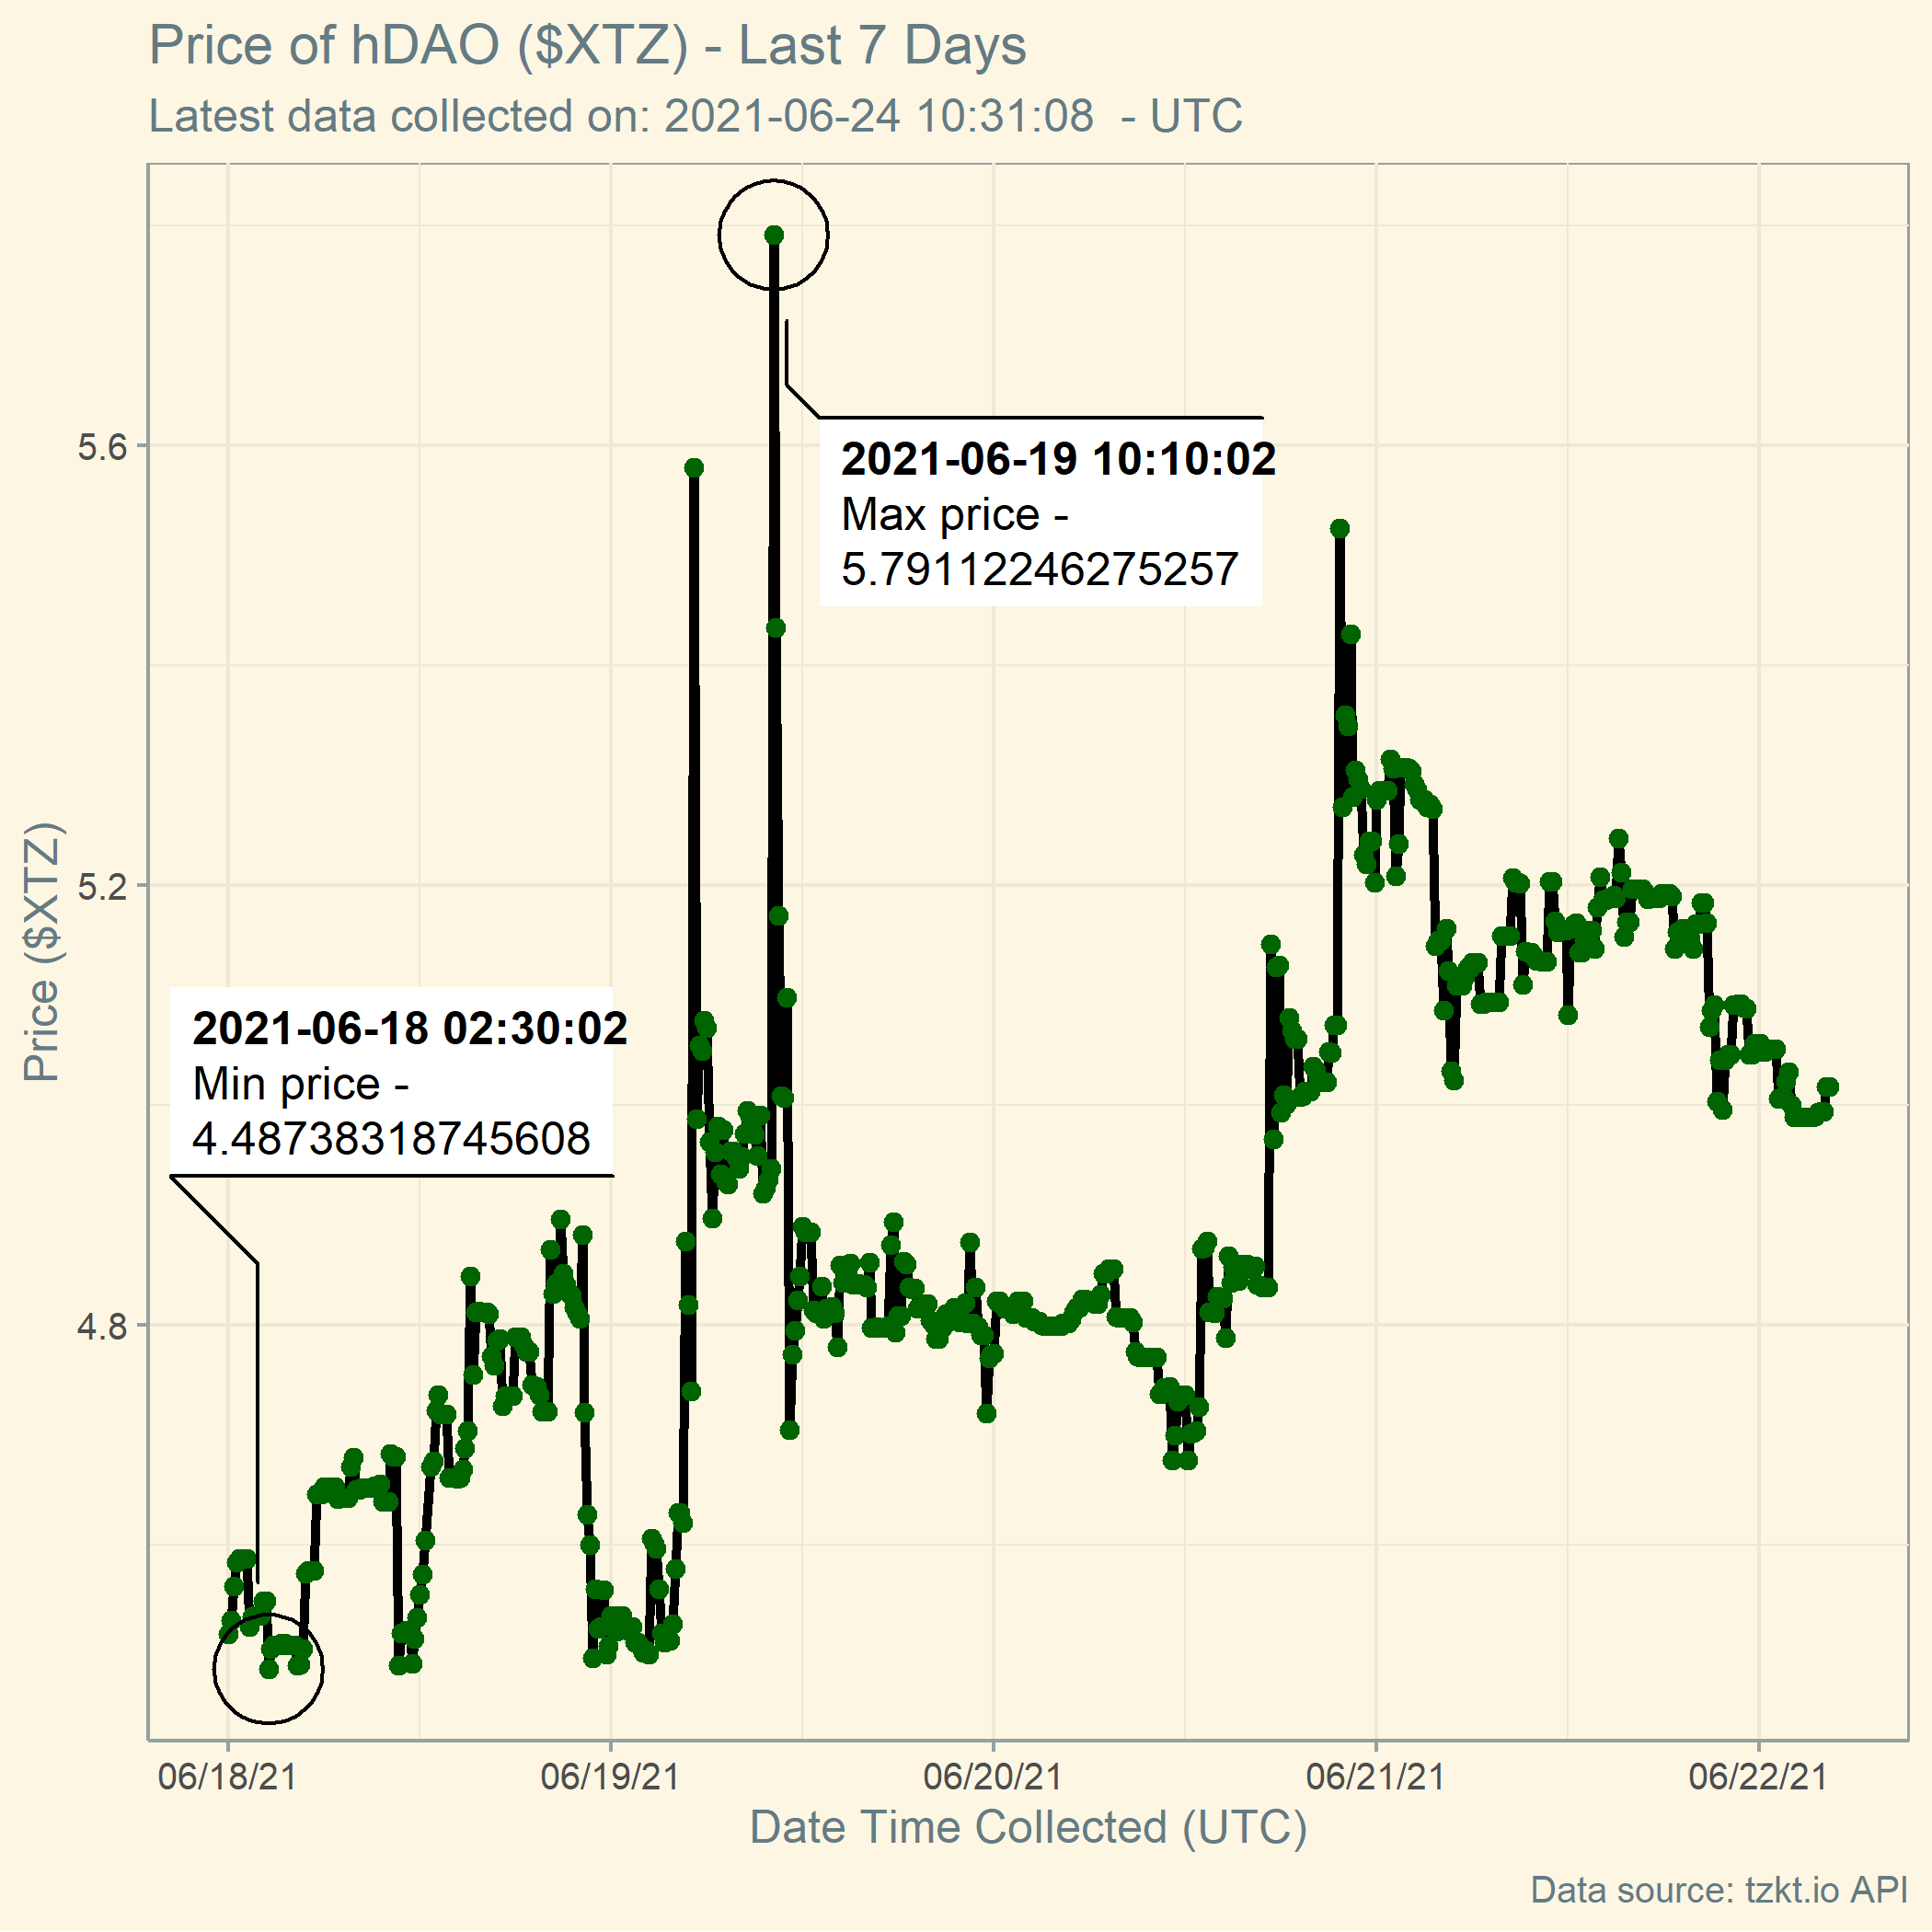 Price of hDAO ($XTZ) - Last 7 Days
Latest data collected on: 2021-06-24 10:31:08  - UTC
Price ($XTZ)
5.6
5.2
4.8
2021-06-19 10:10:02
Max price -
5.79112246275257
2021-06-18 02:30:02
Min price -
4.48738318745608
06/18/21
06/19/21
06/20/21
06/21/21
06/22/21
Date Time Collected (UTC)
Data source: tzkt.io API